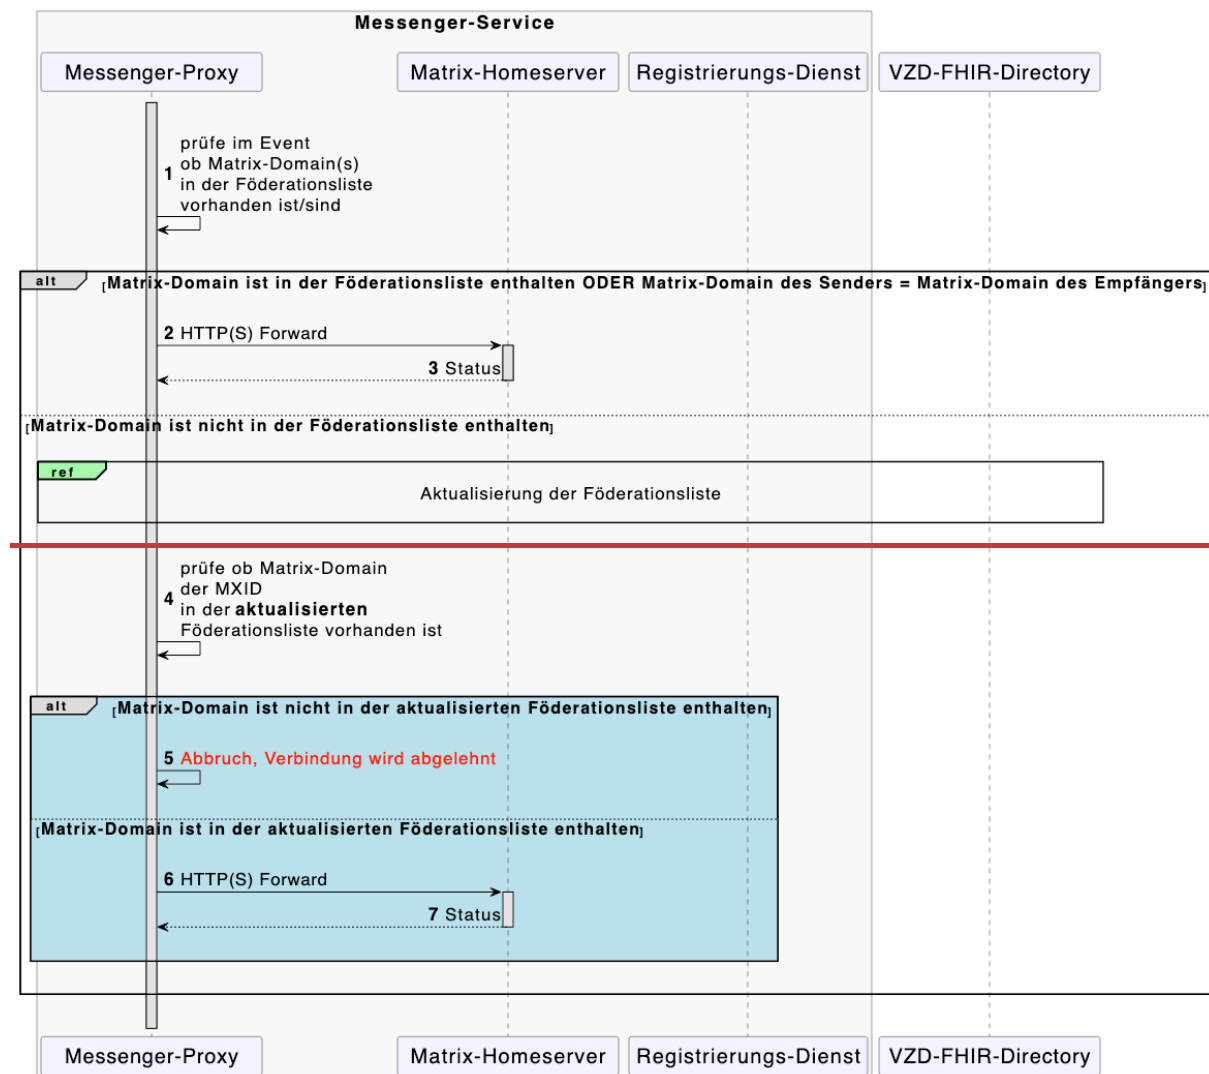 Messenger-Service
Messenger-Proxy
Matrix-Homeserver
Registrierungs-Dienst
VZD-FHIR-Directory
1 prüfe im Event
ob Matrix-Domain(s)
in der Föderationsliste
vorhanden ist/sind
alt [Matrix-Domain ist in der Föderationsliste enthalten ODER Matrix-Domain des Senders = Matrix-Domain des Empfängers]
2 HTTP(S) Forward
3 Status
[Matrix-Domain ist nicht in der Föderationsliste enthalten]
ref
Aktualisierung der Föderationsliste
4 prüfe ob Matrix-Domain
der MXID
in der aktualisierten
Föderationsliste vorhanden ist
alt [Matrix-Domain ist nicht in der aktualisierten Föderationsliste enthalten]
5 Abbruch, Verbindung wird abgelehnt
[Matrix-Domain ist in der aktualisierten Föderationsliste enthalten]
6 HTTP(S) Forward
7 Status
Messenger-Proxy
Matrix-Homeserver
Registrierungs-Dienst
VZD-FHIR-Directory